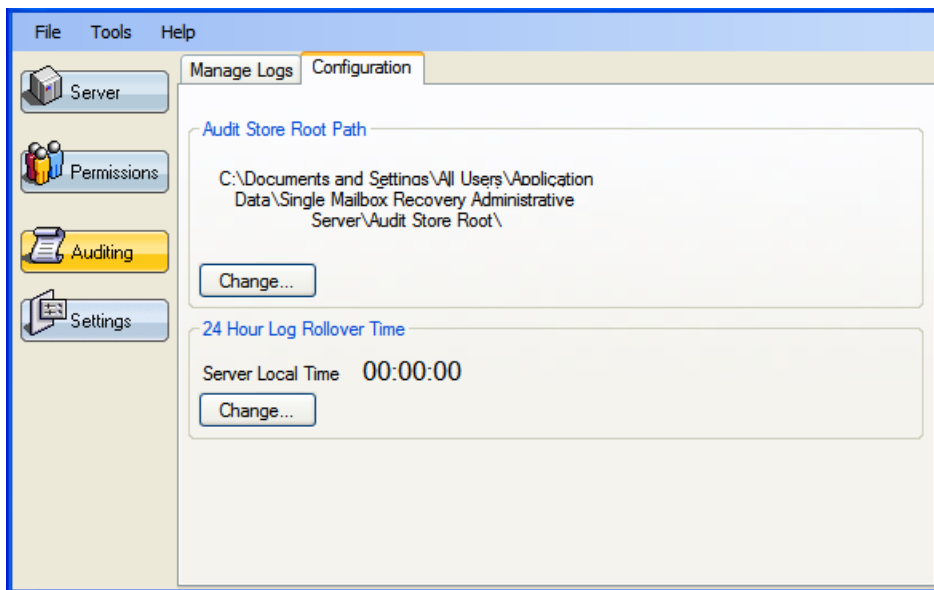 File Tools Help
Manage Logs Configuration
Server
Permissions
Auditing
Settings
Audit Store Root Path
C:\Documents and Settings\All Users\Application
Data\Single Mailbox Recovery Administrative
Server\Audit Store Root\
Change...
24 Hour Log Rollover Time
Server Local Time 00:00:00
Change...